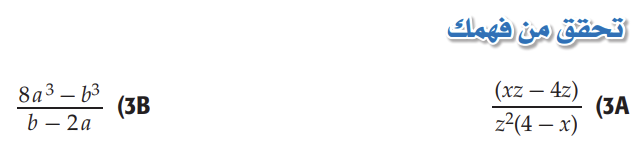 تحقق من فهمك
(3A (xz – 4z) / z²(4 – x)
(3B 8a³ – b³ / b – 2a